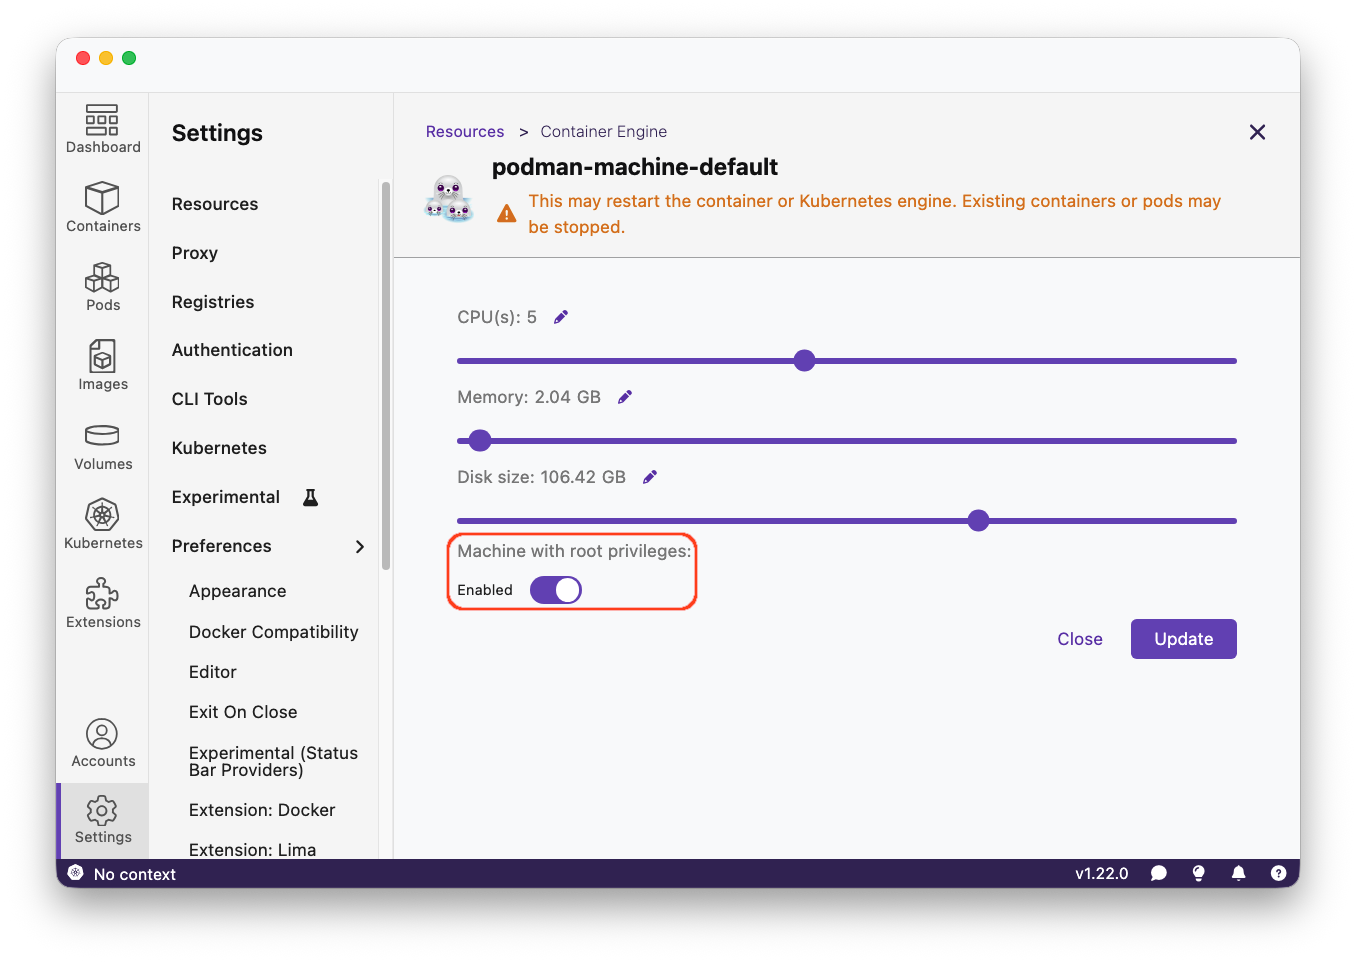 Dashboard
Containers
Pods
Images
Volumes
Kubernetes
Extensions
Accounts
Settings
Settings
Resources
Proxy
Registries
Authentication
CLI Tools
Kubernetes
Experimental
Preferences
Appearance
Docker Compatibility
Editor
Exit On Close
Experimental (Status
Bar Providers)
Extension: Docker
Extension: Lima
Resources > Container Engine
podman-machine-default
This may restart the container or Kubernetes engine. Existing containers or pods may
be stopped.
CPU(s): 5
Memory: 2.04 GB
Disk size: 106.42 GB
Machine with root privileges:
Enabled
Close Update
No context
v1.22.0